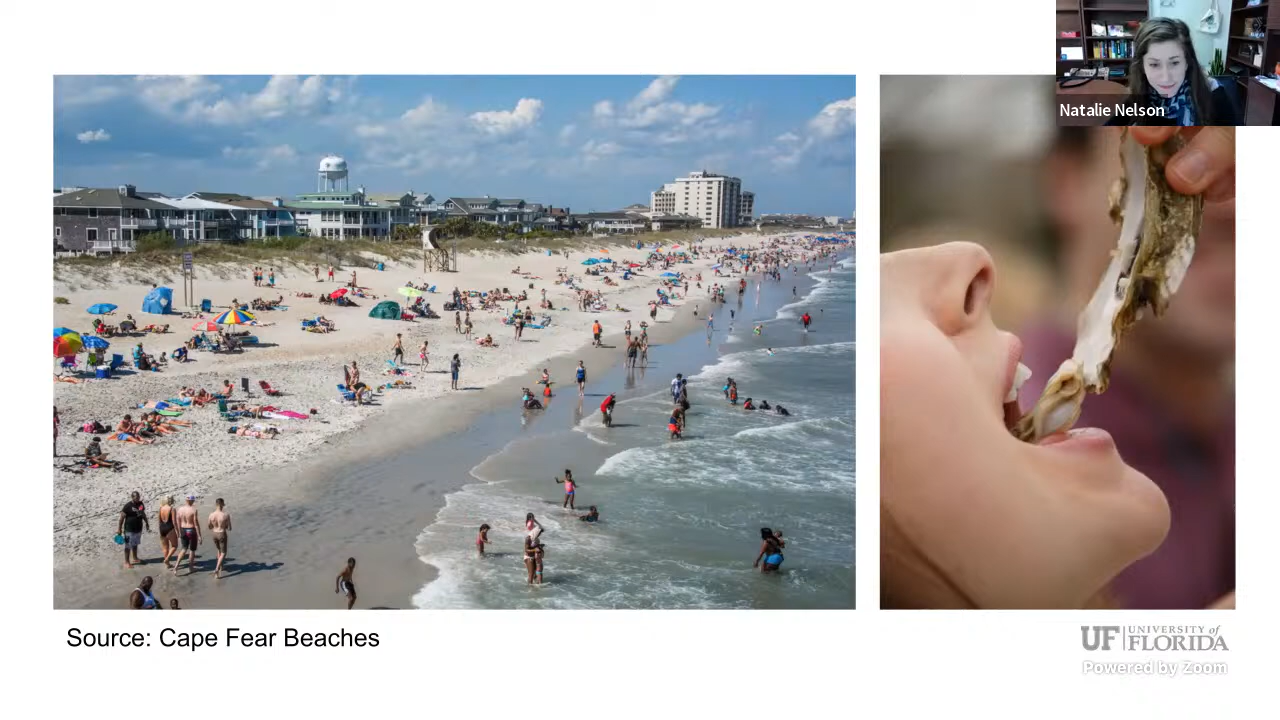 Natalie Nelson
Source: Cape Fear Beaches
UF UNIVERSITY of
FLORIDA
Powered by Zoom